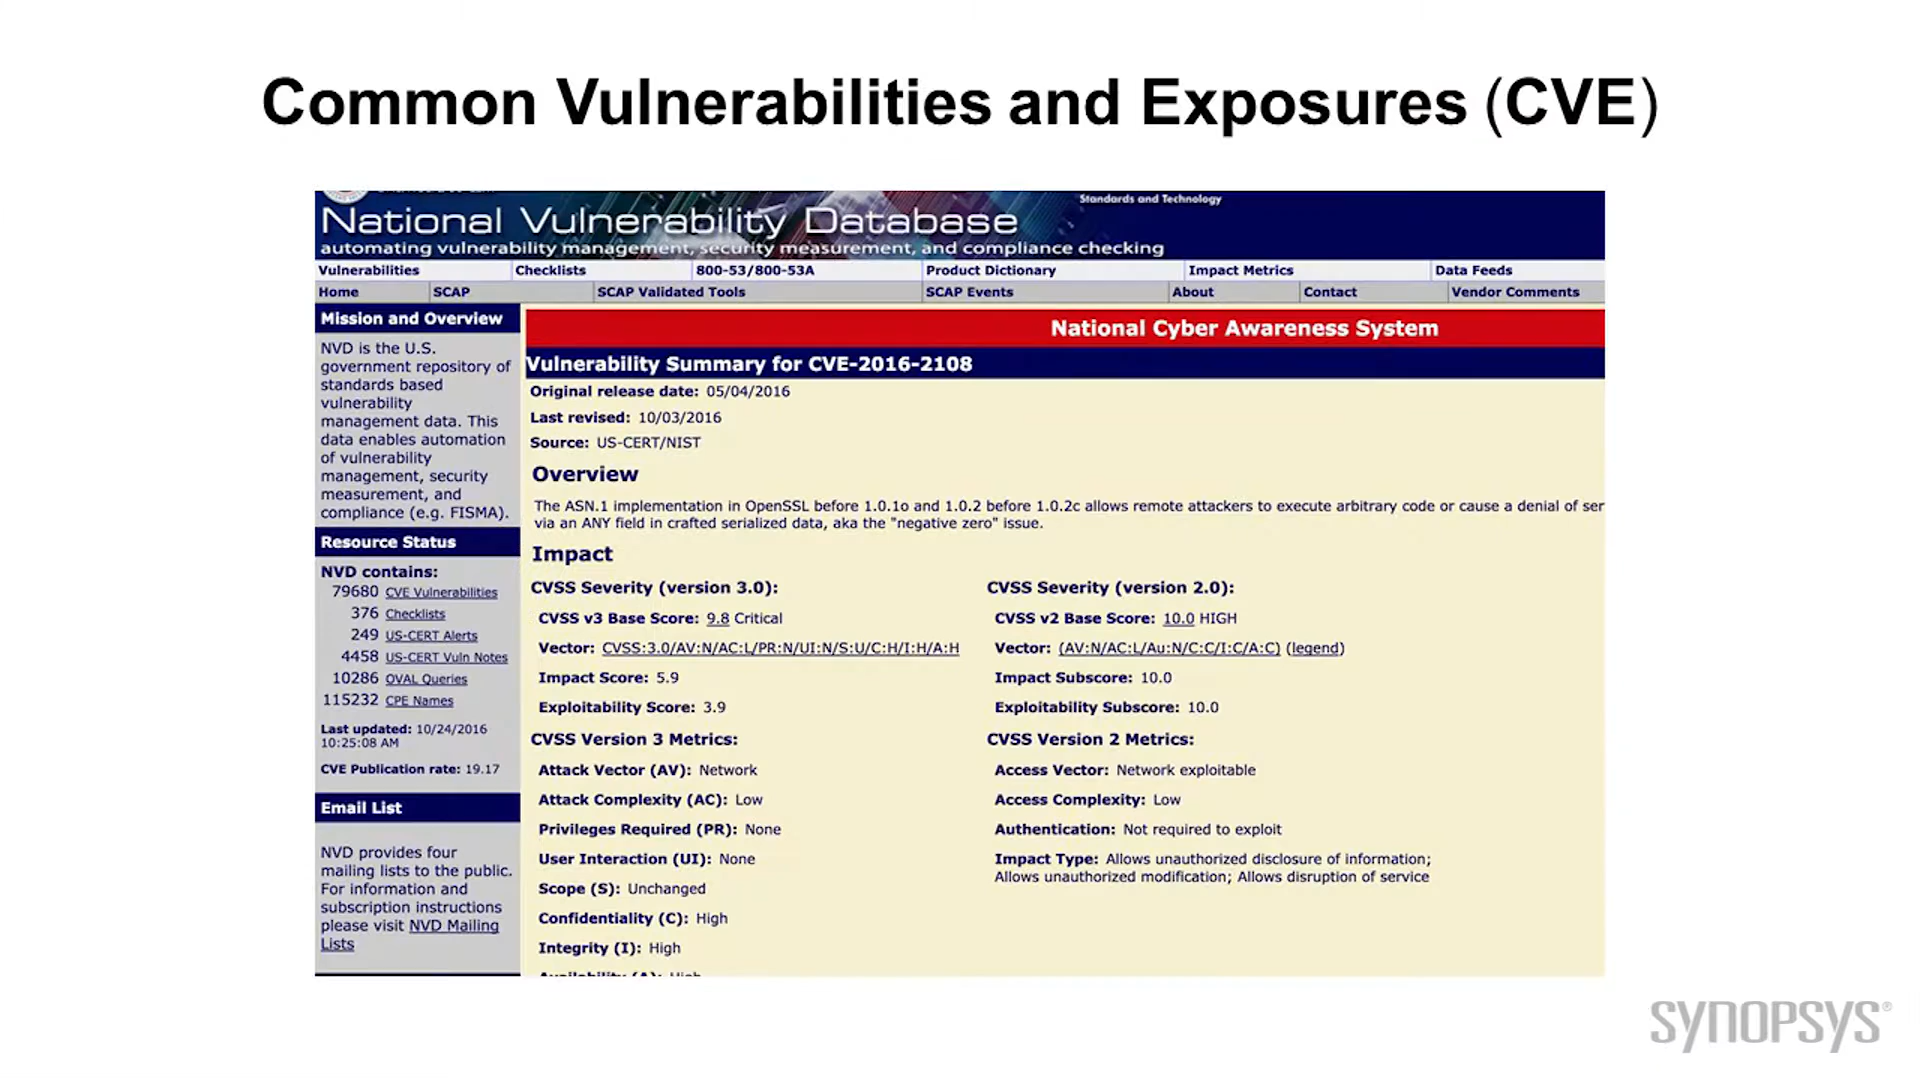 Common Vulnerabilities and Exposures (CVE)
Standards and Technology
National Vulnerability Database
automating vulnerability management, security measurement, and compliance checking
Vulnerabilities Checklists 800-53/800-53A Product Dictionary Impact Metrics Data Feeds
Home SCAP SCAP Validated Tools SCAP Events About Contact Vendor Comments
Mission and Overview
NVD is the U.S.
government repository of
standards based
vulnerability
management data. This
data enables automation
of vulnerability
management, security
measurement, and
compliance (e.g. FISMA).
Resource Status
NVD contains:
79680 CVE Vulnerabilities
376 Checklists
249 US-CERT Alerts
4458 US-CERT Vuln Notes
10286 OVAL Queries
115232 CPE Names
Last updated: 10/24/2016
10:25:08 AM
CVE Publication rate: 19.17
Email List
NVD provides four
mailing lists to the public.
For information and
subscription instructions
please visit NVD Mailing
Lists
National Cyber Awareness System
Vulnerability Summary for CVE-2016-2108
Original release date: 05/04/2016
Last revised: 10/03/2016
Source: US-CERT/NIST
Overview
The ASN.1 implementation in OpenSSL before 1.0.1o and 1.0.2 before 1.0.2c allows remote attackers to execute arbitrary code or cause a denial of ser
via an ANY field in crafted serialized data, aka the "negative zero" issue.
Impact
CVSS Severity (version 3.0):
CVSS v3 Base Score: 9.8 Critical
Vector: CVSS:3.0/AV:N/AC:L/PR:N/UI:N/S:U/C:H/I:H/A:H
Impact Score: 5.9
Exploitability Score: 3.9
CVSS Version 3 Metrics:
Attack Vector (AV): Network
Attack Complexity (AC): Low
Privileges Required (PR): None
User Interaction (UI): None
Scope (S): Unchanged
Confidentiality (C): High
Integrity (I): High
Availability (A): High
CVSS Severity (version 2.0):
CVSS v2 Base Score: 10.0 HIGH
Vector: (AV:N/AC:L/Au:N/C:C/I:C/A:C) (legend)
Impact Subscore: 10.0
Exploitability Subscore: 10.0
CVSS Version 2 Metrics:
Access Vector: Network exploitable
Access Complexity: Low
Authentication: Not required to exploit
Impact Type: Allows unauthorized disclosure of information;
Allows unauthorized modification; Allows disruption of service
SYNOPSYS®